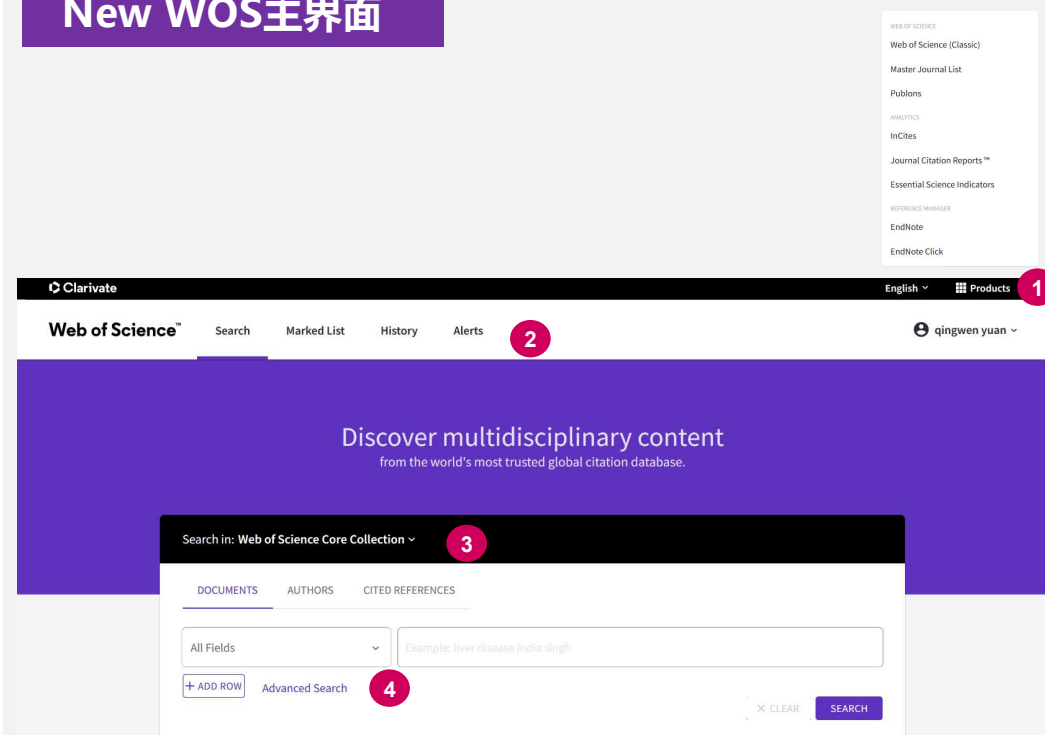 New WOS主界面
WEB OF SCIENCE
Web of Science (Classic)
Master Journal List
Publons
ANALYTICS
InCites
Journal Citation Reports ™
Essential Science Indicators
REFERENCE MANAGER
EndNote
EndNote Click
Clarivate English Products 1
Web of Science™ Search Marked List History Alerts 2 qingwen yuan
Discover multidisciplinary content
from the world's most trusted global citation database.
Search in: Web of Science Core Collection 3
DOCUMENTS AUTHORS CITED REFERENCES
All Fields Example: liver disease india singh
+ ADD ROW Advanced Search 4
× CLEAR SEARCH